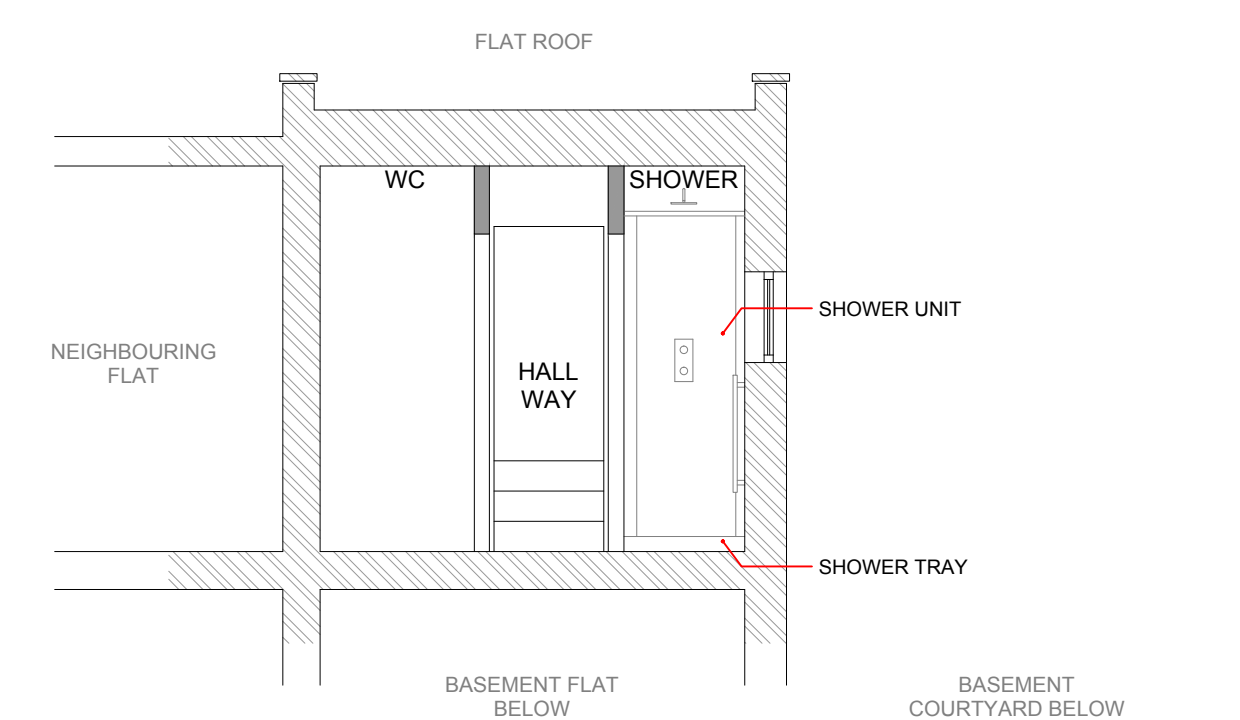 FLAT ROOF
WC
SHOWER
SHOWER UNIT
NEIGHBOURING
FLAT
HALL
WAY
SHOWER TRAY
BASEMENT FLAT
BELOW
BASEMENT
COURTYARD BELOW